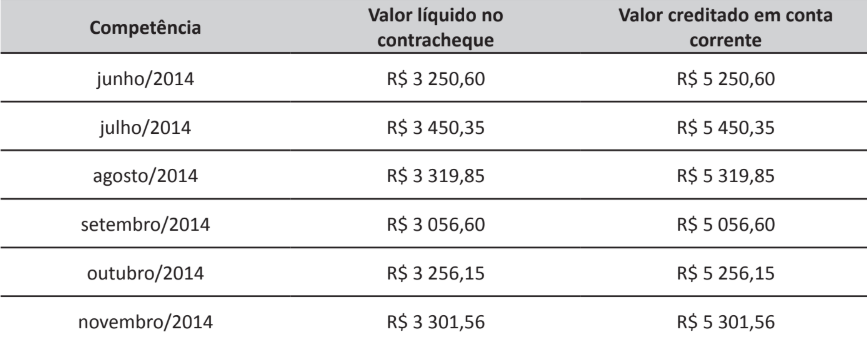 Competência Valor líquido no contracheque Valor creditado em conta corrente
junho/2014 R$ 3 250,60 R$ 5 250,60
julho/2014 R$ 3 450,35 R$ 5 450,35
agosto/2014 R$ 3 319,85 R$ 5 319,85
setembro/2014 R$ 3 056,60 R$ 5 056,60
outubro/2014 R$ 3 256,15 R$ 5 256,15
novembro/2014 R$ 3 301,56 R$ 5 301,56